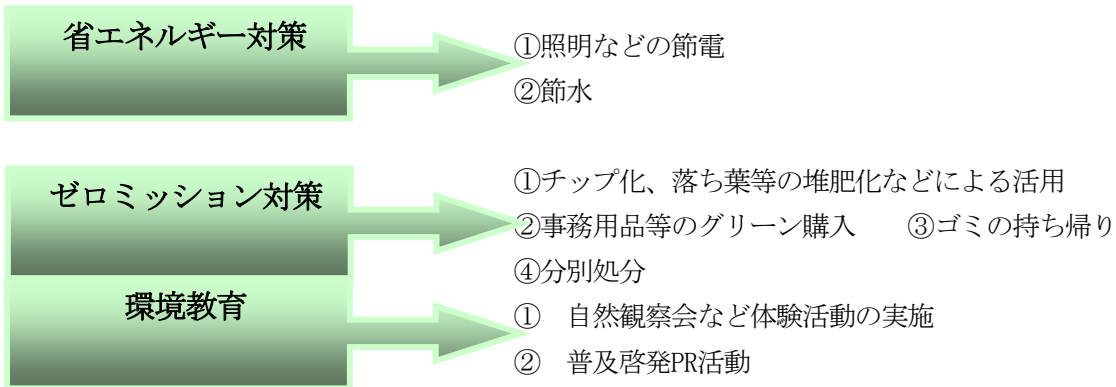 省エネルギー対策
①照明などの節電
②節水
ゼロミッション対策
①チップ化、落ち葉等の堆肥化などによる活用
②事務用品等のグリーン購入　　③ゴミの持ち帰り
④分別処分
環境教育
①　自然観察会など体験活動の実施
②　普及啓発PR活動